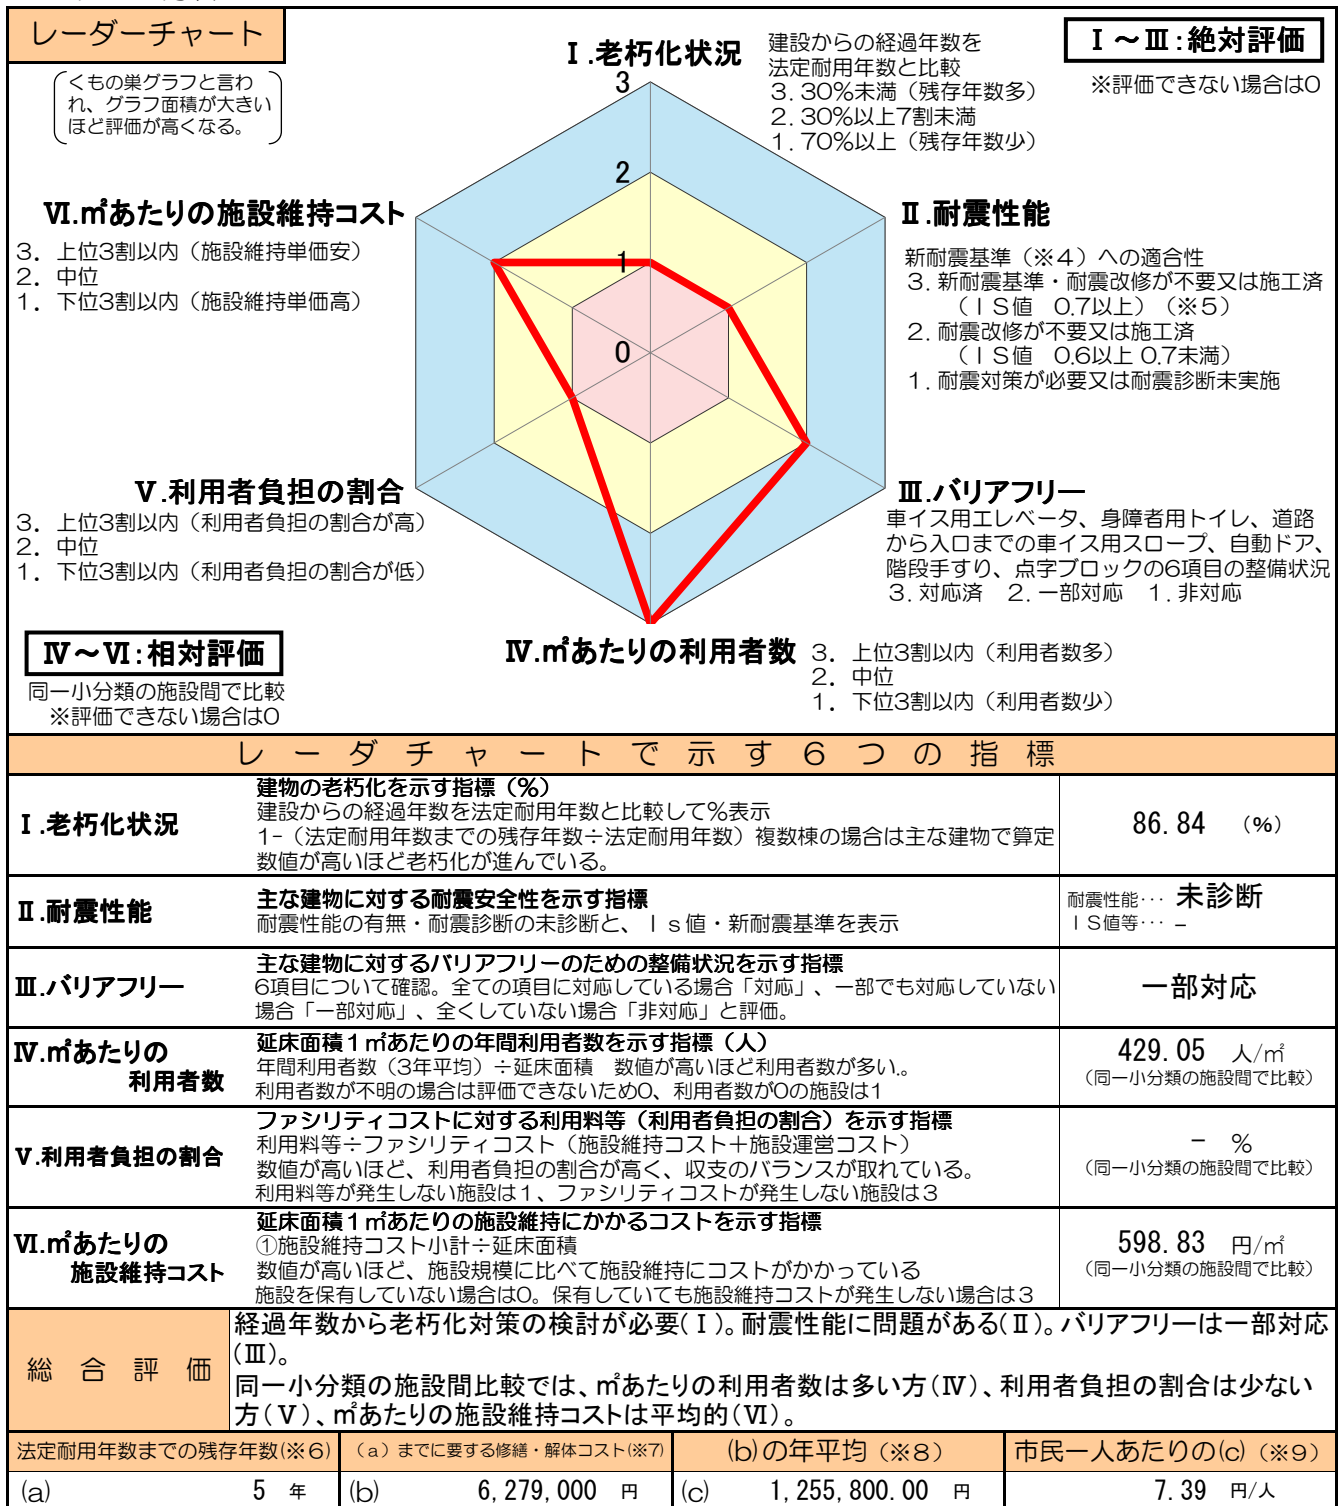 レーダーチャート
くもの巣グラフと言わ
れ、グラフ面積が大きい
ほど評価が高くなる。
Ⅰ.老朽化状況
建設からの経過年数を
法定耐用年数と比較
3. 30%未満（残存年数多）
2. 30%以上7割未満
1. 70%以上（残存年数少）
Ⅰ～Ⅲ:絶対評価
※評価できない場合は0
3
2
1
0
Ⅵ.㎡あたりの施設維持コスト
3. 上位3割以内（施設維持単価安）
2. 中位
1. 下位3割以内（施設維持単価高）
Ⅱ.耐震性能
新耐震基準（※4）への適合性
3. 新耐震基準・耐震改修が不要又は施工済
（ＩＳ値 0.7以上）（※5）
2. 耐震改修が不要又は施工済
（ＩＳ値 0.6以上 0.7未満）
1. 耐震対策が必要又は耐震診断未実施
Ⅴ.利用者負担の割合
3. 上位3割以内（利用者負担の割合が高）
2. 中位
1. 下位3割以内（利用者負担の割合が低）
Ⅲ.バリアフリー
車イス用エレベータ、身障者用トイレ、道路
から入口までの車イス用スロープ、自動ドア、
階段手すり、点字ブロックの6項目の整備状況
3. 対応済 2. 一部対応 1. 非対応
Ⅳ～Ⅵ:相対評価
同一小分類の施設間で比較
※評価できない場合は0
Ⅳ.㎡あたりの利用者数
3. 上位3割以内（利用者数多）
2. 中位
1. 下位3割以内（利用者数少）
レーダチャートで示す6つの指標
Ⅰ.老朽化状況
建物の老朽化を示す指標（%）
建設からの経過年数を法定耐用年数と比較して%表示
1-（法定耐用年数までの残存年数÷法定耐用年数）複数棟の場合は主な建物で算定
数値が高いほど老朽化が進んでいる。
86.84 （%）
Ⅱ.耐震性能
主な建物に対する耐震安全性を示す指標
耐震性能の有無・耐震診断の未診断と、Ｉｓ値・新耐震基準を表示
耐震性能… 未診断
ＩＳ値等… －
Ⅲ.バリアフリー
主な建物に対するバリアフリーのための整備状況を示す指標
6項目について確認。全ての項目に対応している場合「対応」、一部でも対応していない
場合「一部対応」、全くしていない場合「非対応」と評価。
一部対応
Ⅳ.㎡あたりの
利用者数
延床面積１㎡あたりの年間利用者数を示す指標（人）
年間利用者数（3年平均）÷延床面積 数値が高いほど利用者数が多い。
利用者数が不明の場合は評価できないため0、利用者数が0の施設は1
429.05 人/㎡
（同一小分類の施設間で比較）
Ⅴ.利用者負担の割合
ファシリティコストに対する利用料等（利用者負担の割合）を示す指標
利用料等÷ファシリティコスト（施設維持コスト＋施設運営コスト）
数値が高いほど、利用者負担の割合が高く、収支のバランスが取れている。
利用料等が発生しない施設は１、ファシリティコストが発生しない施設は３
－ %
（同一小分類の施設間で比較）
Ⅵ.㎡あたりの
施設維持コスト
延床面積１㎡あたりの施設維持にかかるコストを示す指標
①施設維持コスト小計÷延床面積
数値が高いほど、施設規模に比べて施設維持にコストがかかっている
施設を保有していない場合は0。保有していても施設維持コストが発生しない場合は３
598.83 円/㎡
（同一小分類の施設間で比較）
総合評価
経過年数から老朽化対策の検討が必要(Ⅰ)。耐震性能に問題がある(Ⅱ)。バリアフリーは一部対応
(Ⅲ)。
同一小分類の施設間比較では、㎡あたりの利用者数は多い方(Ⅳ)、利用者負担の割合は少ない
方(Ⅴ)、㎡あたりの施設維持コストは平均的(Ⅵ)。
法定耐用年数までの残存年数(※6)
（a）までに要する修繕・解体コスト(※7)
(b)の年平均（※8）
市民一人あたりの(c)（※9）
(a) 5 年
(b) 6,279,000 円
(c) 1,255,800.00 円
7.39 円/人